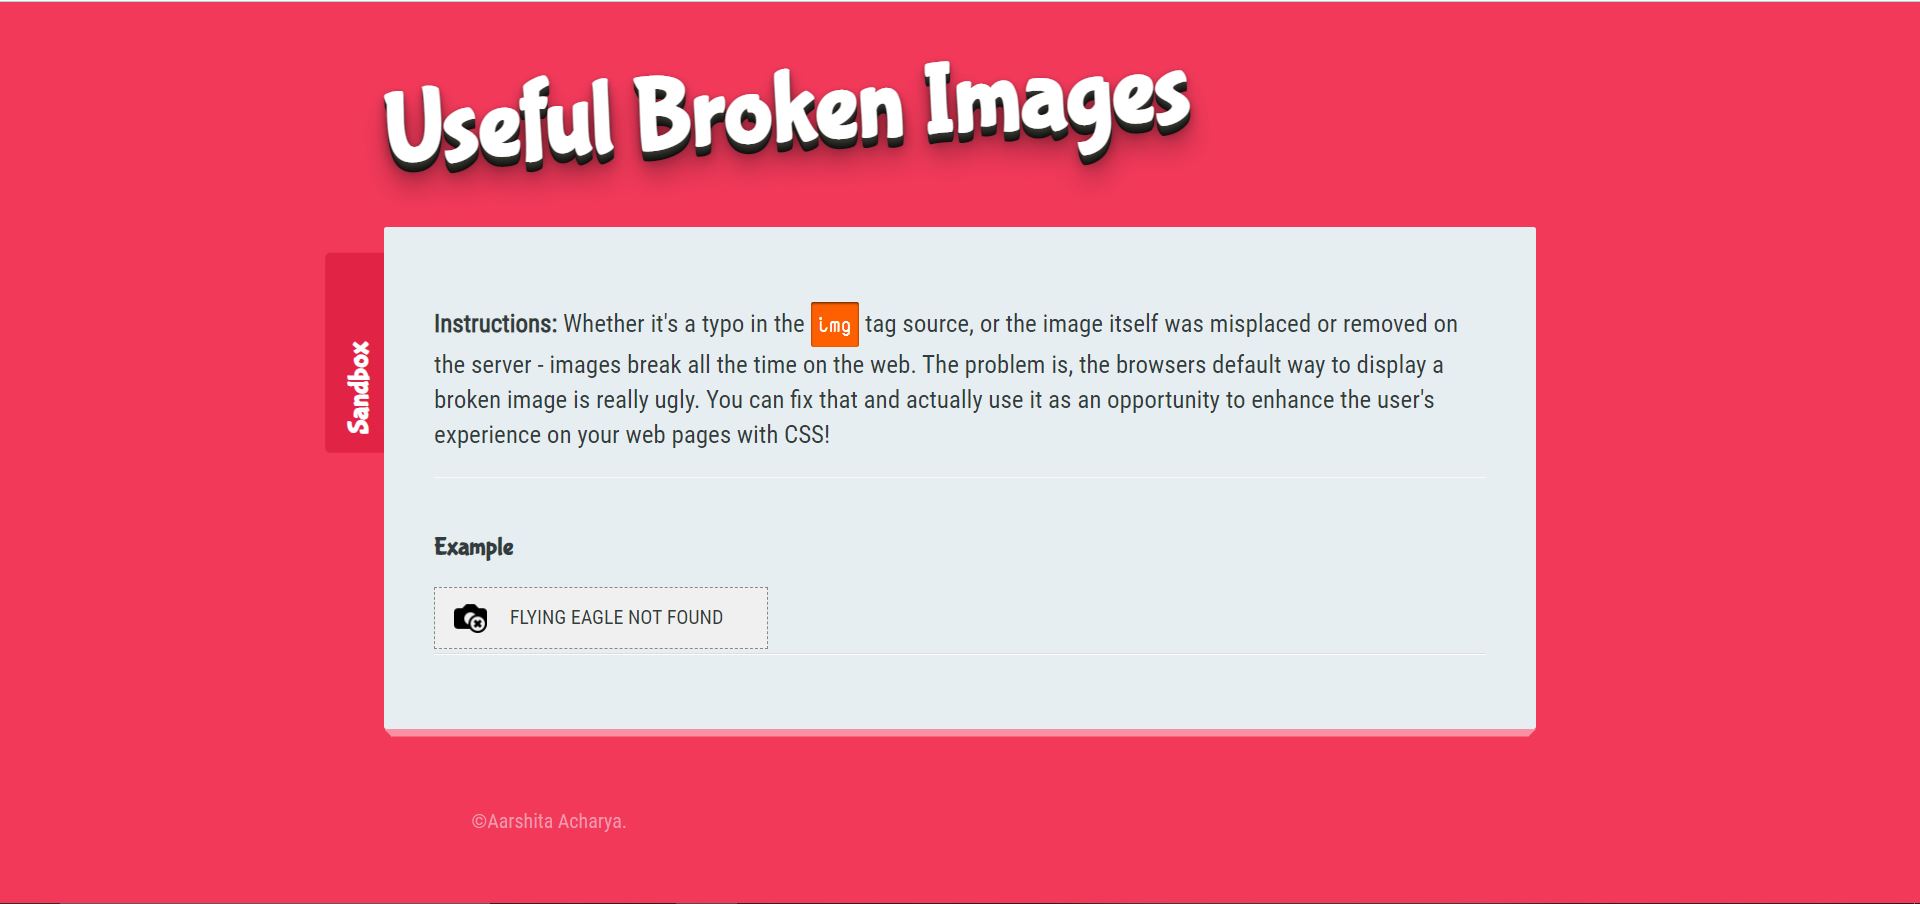 Useful Broken Images
Sandbox
Instructions: Whether it's a typo in the img tag source, or the image itself was misplaced or removed on
the server - images break all the time on the web. The problem is, the browsers default way to display a
broken image is really ugly. You can fix that and actually use it as an opportunity to enhance the user's
experience on your web pages with CSS!
Example
FLYING EAGLE NOT FOUND
©Aarshita Acharya.